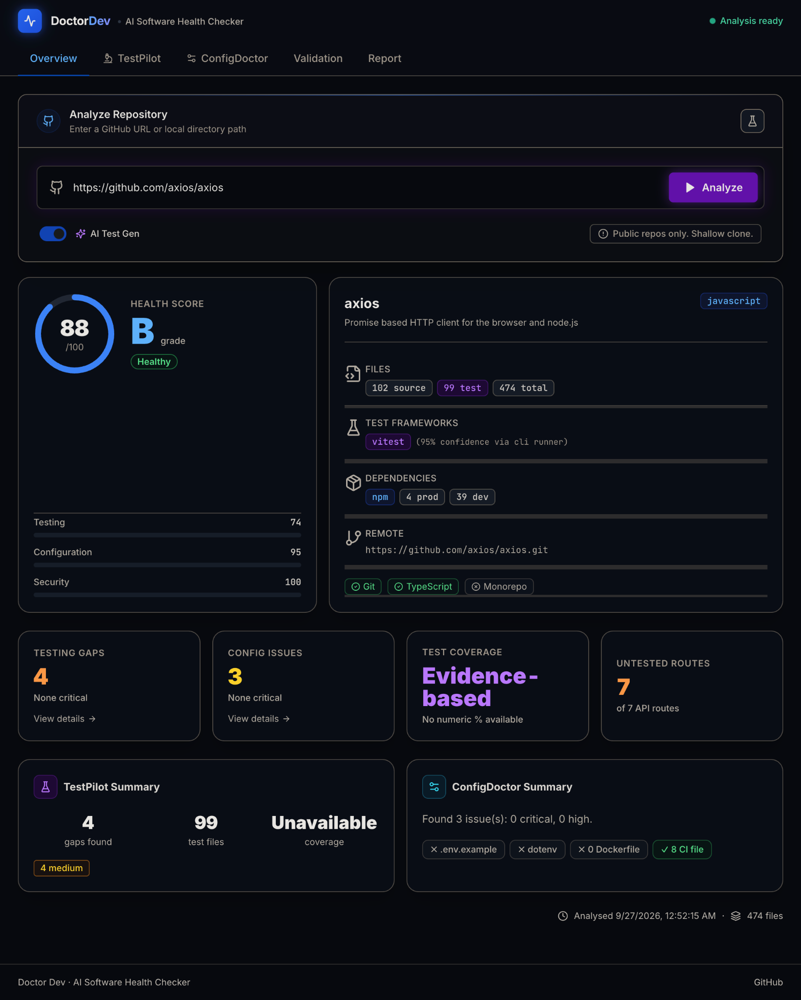 DoctorDev • AI Software Health Checker
Analysis ready
Overview
TestPilot
ConfigDoctor
Validation
Report
Analyze Repository
Enter a GitHub URL or local directory path
https://github.com/axios/axios
Analyze
AI Test Gen
Public repos only. Shallow clone.
88
/100
HEALTH SCORE
B grade
Healthy
Testing 74
Configuration 95
Security 100
axios
javascript
Promise based HTTP client for the browser and node.js
FILES
102 source
99 test
474 total
TEST FRAMEWORKS
vitest (95% confidence via cli runner)
DEPENDENCIES
npm
4 prod
39 dev
REMOTE
https://github.com/axios/axios.git
Git
TypeScript
Monorepo
TESTING GAPS
4
None critical
View details →
CONFIG ISSUES
3
None critical
View details →
TEST COVERAGE
Evidence-
based
No numeric % available
UNTESTED ROUTES
7
of 7 API routes
TestPilot Summary
4
gaps found
99
test files
Unavailable
coverage
4 medium
ConfigDoctor Summary
Found 3 issue(s): 0 critical, 0 high.
✕ .env.example
✕ dotenv
✕ 0 Dockerfile
✓ 8 CI file
Analysed 9/27/2026, 12:52:15 AM · 474 files
Doctor Dev · AI Software Health Checker
GitHub